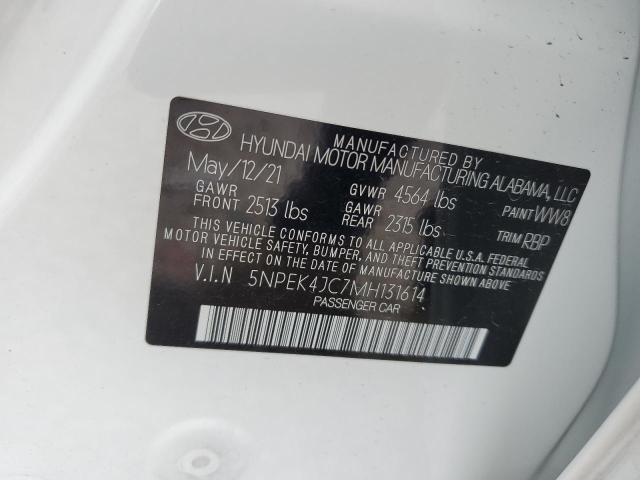 MANUFACTURED BY
HYUNDAI MOTOR MANUFACTURING ALABAMA, LLC
May/12/21
GAWR FRONT 2513 lbs
GVWR 4564 lbs
GAWR REAR 2315 lbs
PAINT WW8
TRIM RBP
THIS VEHICLE CONFORMS TO ALL APPLICABLE U.S.A. FEDERAL
MOTOR VEHICLE SAFETY, BUMPER, AND THEFT PREVENTION STANDARDS
IN EFFECT ON THE DATE OF MANUFACTURE SHOWN ABOVE.
V.I.N 5NPEK4JC7MH131614
PASSENGER CAR